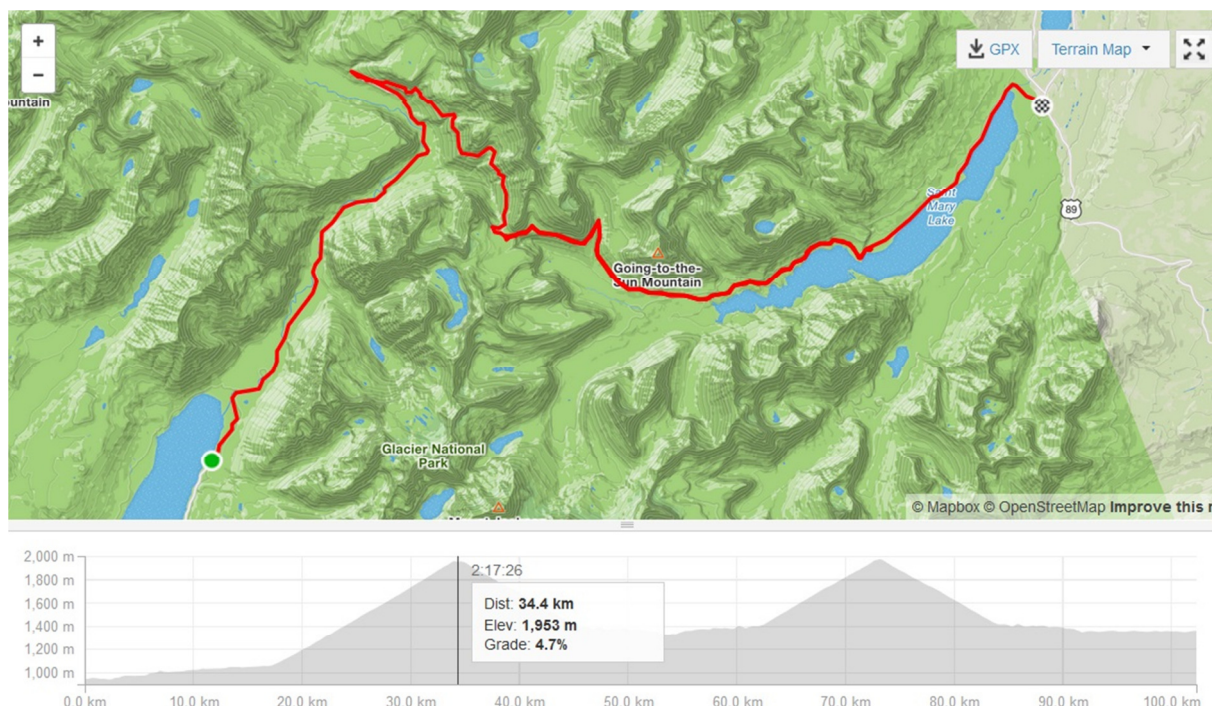 +
GPX
Terrain Map
−
ountain
Saint
Mary
Lake
89
Going-to-the-
Sun Mountain
Glacier National
Park
© Mapbox © OpenStreetMap Improve this r
2,000 m
2:17:26
1,800 m
Dist: 34.4 km
1,600 m
Elev: 1,953 m
1,400 m
Grade: 4.7%
1,200 m
1,000 m
0.0 km 10.0 km 20.0 km 30.0 km 40.0 km 50.0 km 60.0 km 70.0 km 80.0 km 90.0 km 100.0 km